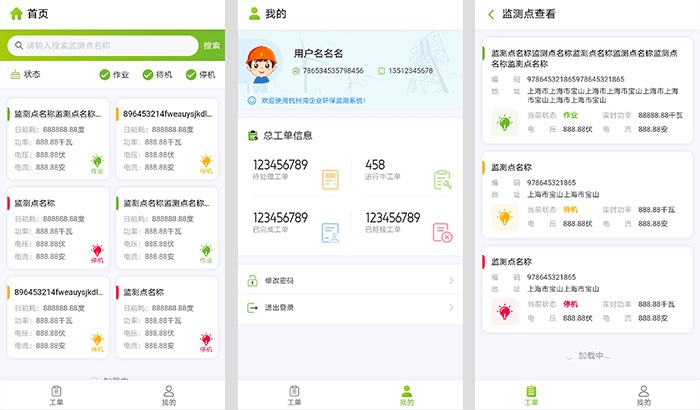 首页
请输入搜索监测点名称
搜索
状态
作业
待机
停机
监测点名称监测点名称...
日能耗: 888888.88度
功率: 888.88千瓦
电压: 888.88伏
电流: 888.88安
作业
896453214fweauysjkdl...
日能耗: 888888.88度
功率: 888.88千瓦
电压: 888.88伏
电流: 888.88安
待机
监测点名称
日能耗: 888888.88度
功率: 888.88千瓦
电压: 888.88伏
电流: 888.88安
停机
监测点名称监测点名称...
日能耗: 888888.88度
功率: 888.88千瓦
电压: 888.88伏
电流: 888.88安
作业
896453214fweauysjkdl...
日能耗: 888888.88度
功率: 888.88千瓦
电压: 888.88伏
电流: 888.88安
待机
监测点名称
日能耗: 888888.88度
功率: 888.88千瓦
电压: 888.88伏
电流: 888.88安
停机
加载中...
工单
我的
我的
用户名名名
786534535798456
13512345678
欢迎使用杭州湾企业环保监测系统!
总工单信息
123456789
待处理工单
458
进行中工单
123456789
已完成工单
123456789
已拒接工单
修改密码
退出登录
工单
我的
监测点查看
监测点名称监测点名称监测点名称监测点名称监测点
名称监测点名称
编 码 978654321865978645321865
地 址 上海市上海市宝山上海市宝山上海市上海市上海市
宝山上海市上海市宝山
当前状态 作业 实时功率 88888.88千瓦
电 压 888.88伏 电 流 888.88安
监测点名称
编 码 978645321865
地 址 上海市宝山上海市宝山
当前状态 待机 实时功率 888.88千瓦
电 压 888.88伏 电 流 888.88安
监测点名称
编 码 978645321865
地 址 上海市宝山上海市宝山
当前状态 停机 实时功率 888.88千瓦
电 压 888.88伏 电 流 888.88安
加载中...
工单
我的